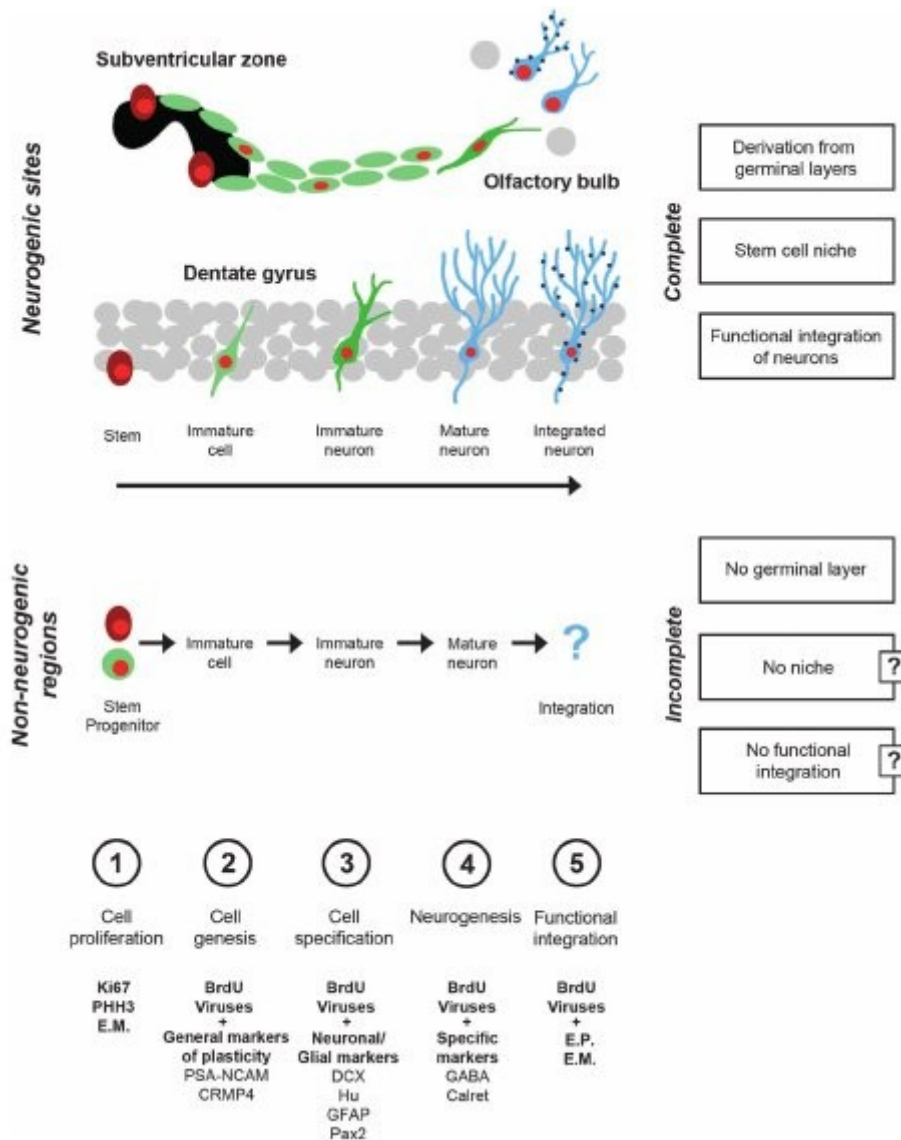 Subventricular zone
Olfactory bulb
Neurogenic sites
Dentate gyrus
Stem
Immature
cell
Immature
neuron
Mature
neuron
Integrated
neuron
Complete
Derivation from
germinal layers
Stem cell niche
Functional integration
of neurons
Non-neurogenic
regions
Stem
Progenitor
Immature
cell
Immature
neuron
Mature
neuron
?
Integration
Incomplete
No germinal layer
No niche
?
No functional
integration
?
1
Cell
proliferation
Ki67
PHH3
E.M.
2
Cell
genesis
BrdU
Viruses
+
General markers
of plasticity
PSA-NCAM
CRMP4
3
Cell
specification
BrdU
Viruses
+
Neuronal/
Glial markers
DCX
Hu
GFAP
Pax2
4
Neurogenesis
BrdU
Viruses
+
Specific
markers
GABA
Calret
5
Functional
integration
BrdU
Viruses
+
E.P.
E.M.